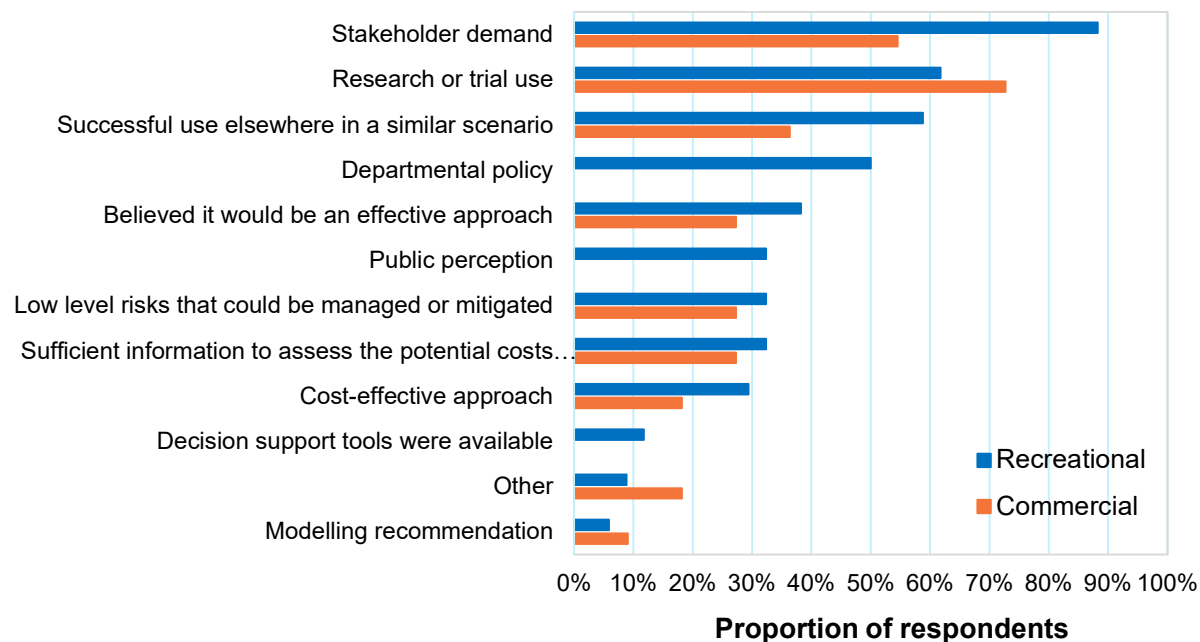 Stakeholder demand
Research or trial use
Successful use elsewhere in a similar scenario
Departmental policy
Believed it would be an effective approach
Public perception
Low level risks that could be managed or mitigated
Sufficient information to assess the potential costs…
Cost-effective approach
Decision support tools were available
Other
Modelling recommendation
Recreational
Commercial
0% 10% 20% 30% 40% 50% 60% 70% 80% 90% 100%
Proportion of respondents